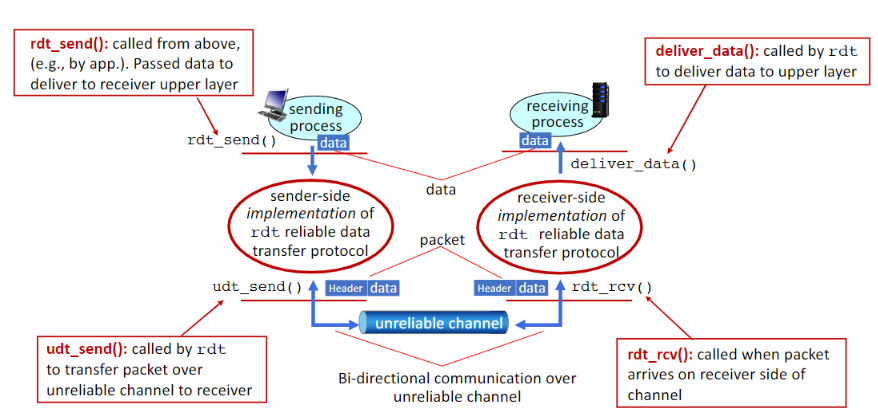 rdt_send(): called from above,
(e.g., by app.). Passed data to
deliver to receiver upper layer
deliver_data(): called by rdt
to deliver data to upper layer
sending
process
receiving
process
rdt_send()
data
data
deliver_data()
data
sender-side
implementation of
rdt reliable data
transfer protocol
receiver-side
implementation of
rdt reliable data
transfer protocol
packet
udt_send()
Header data
Header data
rdt_rcv()
unreliable channel
udt_send(): called by rdt
to transfer packet over
unreliable channel to receiver
rdt_rcv(): called when packet
arrives on receiver side of
channel
Bi-directional communication over
unreliable channel